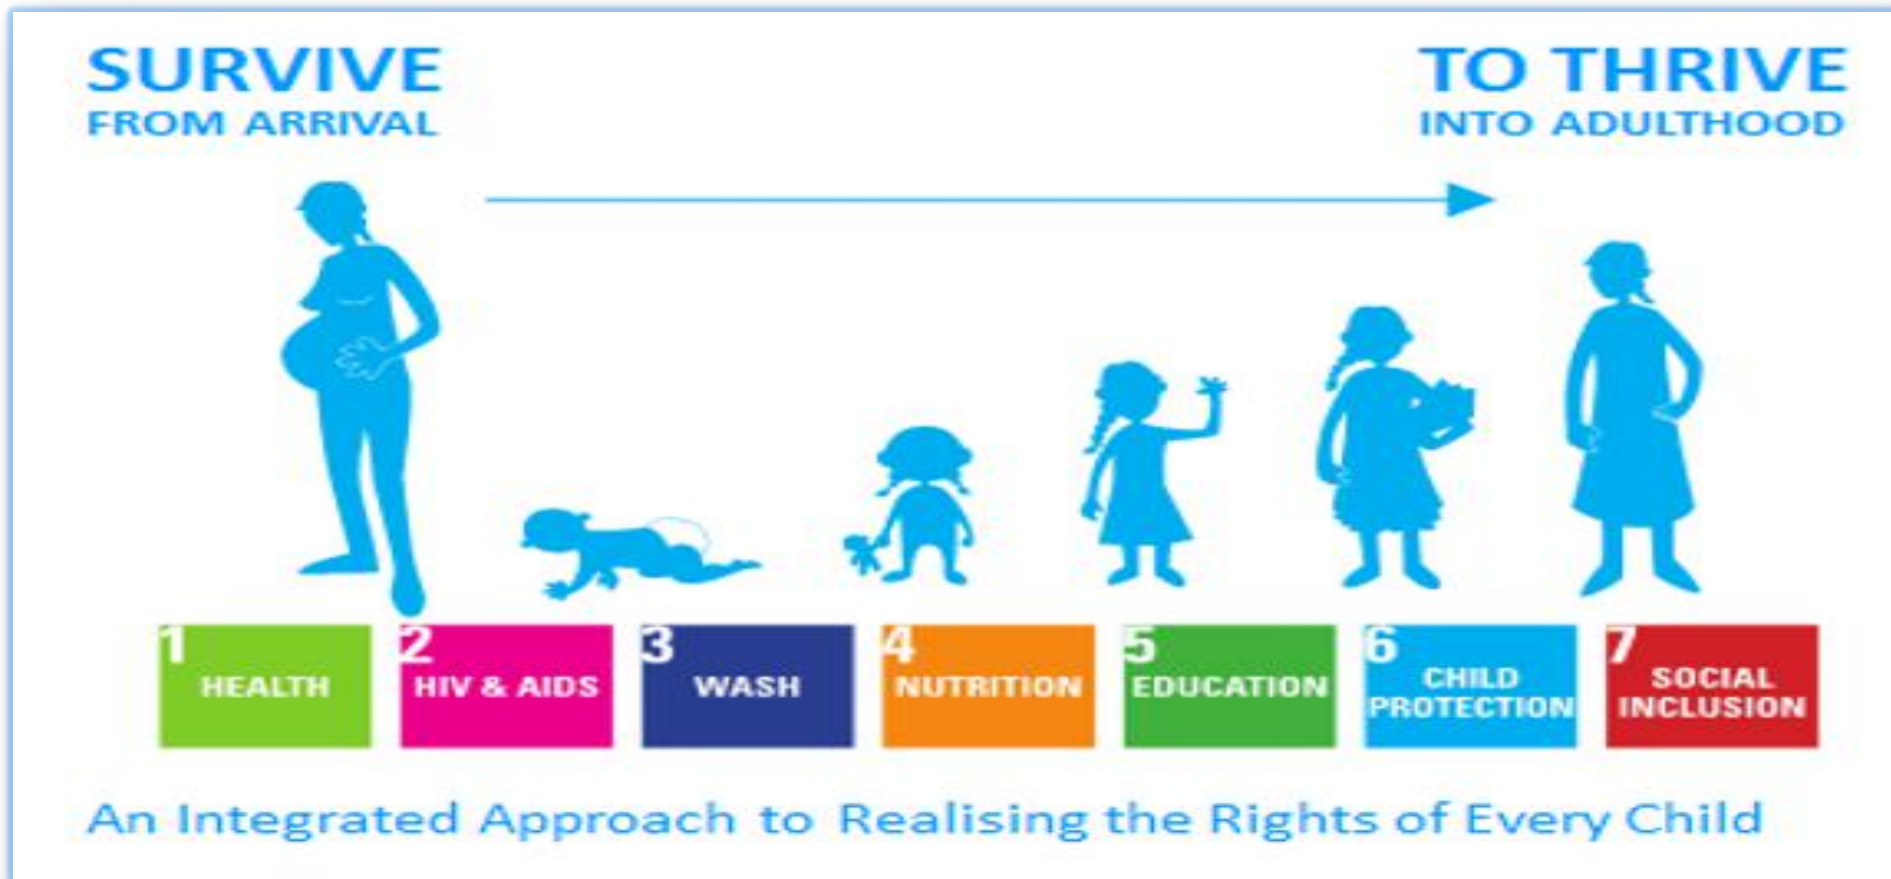 SURVIVE
FROM ARRIVAL
TO THRIVE
INTO ADULTHOOD
1
HEALTH
2
HIV & AIDS
3
WASH
4
NUTRITION
5
EDUCATION
6
CHILD
PROTECTION
7
SOCIAL
INCLUSION
An Integrated Approach to Realising the Rights of Every Child